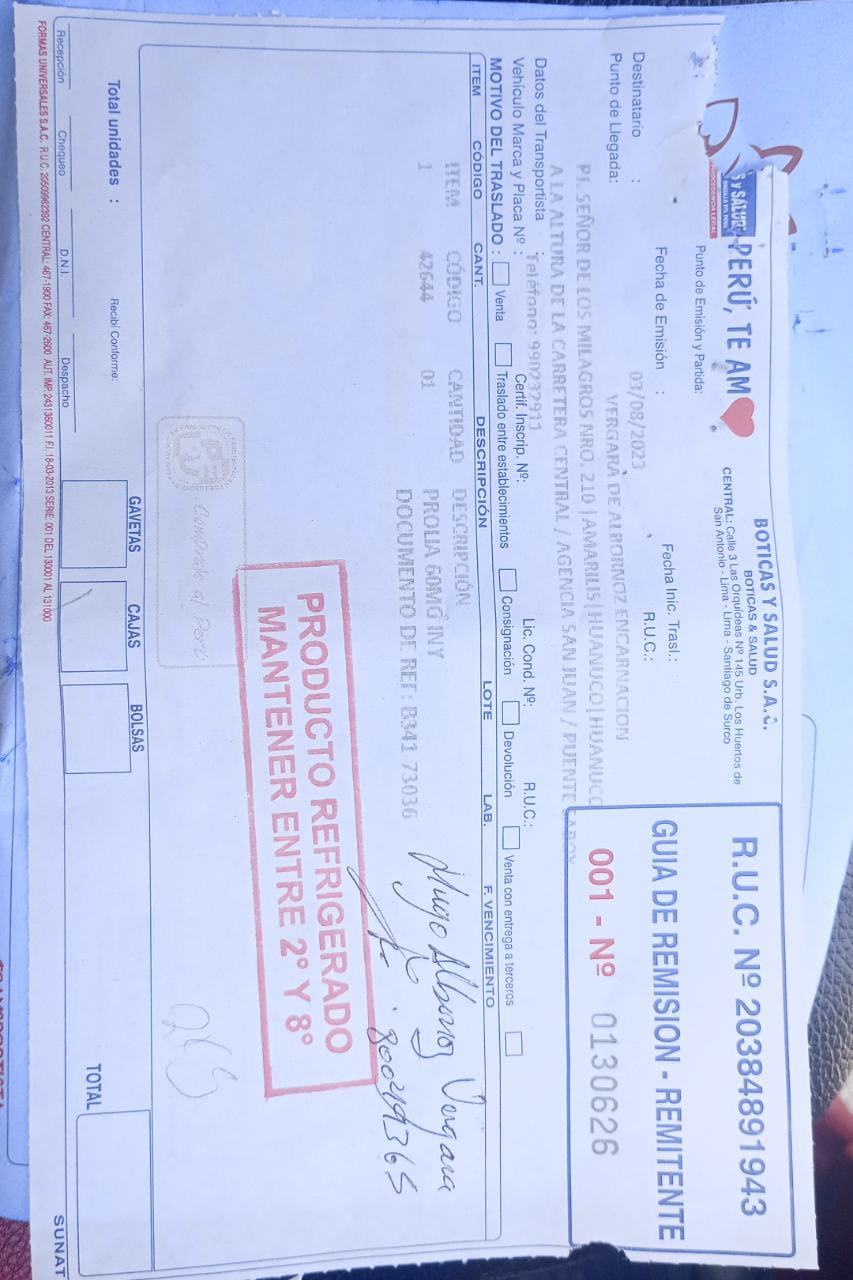 Y SALUD
PROCEDENCIA LEGAL
PERÚ, TE AM
BOTICAS Y SALUD S.A.C.
BOTICAS & SALUD
CENTRAL: Calle 3 Las Orquídeas Nº 145 Urb. Los Huertos de
San Antonio - Lima - Lima - Santiago de Surco
R.U.C. Nº 20384891943
GUIA DE REMISION - REMITENTE
001 - Nº 0130626
Punto de Emisión y Partida:
Fecha de Emisión :
Fecha Inic. Trasl.:
03/08/2023
R.U.C.:
Destinatario :
VERGARA DE ALBORNOZ ENCARNACION
Punto de Llegada:
PJ. SEÑOR DE LOS MILAGROS NRO. 210 | AMARILIS | HUANUCO | HUANUCO
A LA ALTURA DE LA CARRETERA CENTRAL / AGENCIA SAN JUAN / PUENTE
Datos del Transportista
Teléfono: 990232911
R.U.C.:
Vehículo Marca y Placa Nº :
Certif. Inscrip. Nº:
Lic. Cond. Nº:
MOTIVO DEL TRASLADO : Venta Traslado entre establecimientos Consignación Devolución Venta con entrega a terceros
ITEM CÓDIGO CANT. DESCRIPCIÓN LOTE LAB. F. VENCIMIENTO
ITEM CÓDIGO CANTIDAD DESCRIPCIÓN
1 42644 01 PROLIA 60MG INY
DOCUMENTO DE REF: B341 73036
Hugo Albornoz Vergara
80049365
PRODUCTO REFRIGERADO
MANTENER ENTRE 2° Y 8°
Total unidades :
Recibí Conforme:
GAVETAS
CAJAS
BOLSAS
TOTAL
Recepción
Chequeo
D.N.I.
Despacho
SUNAT
FORMAS UNIVERSALES S.A.C. R.U.C. 20509962392 CENTRAL: 467-1900 FAX: 467-2600 AUT. IMP. 2431360011 F.I. 18-03-2013 SERIE: 001 DEL 130001 AL 131000